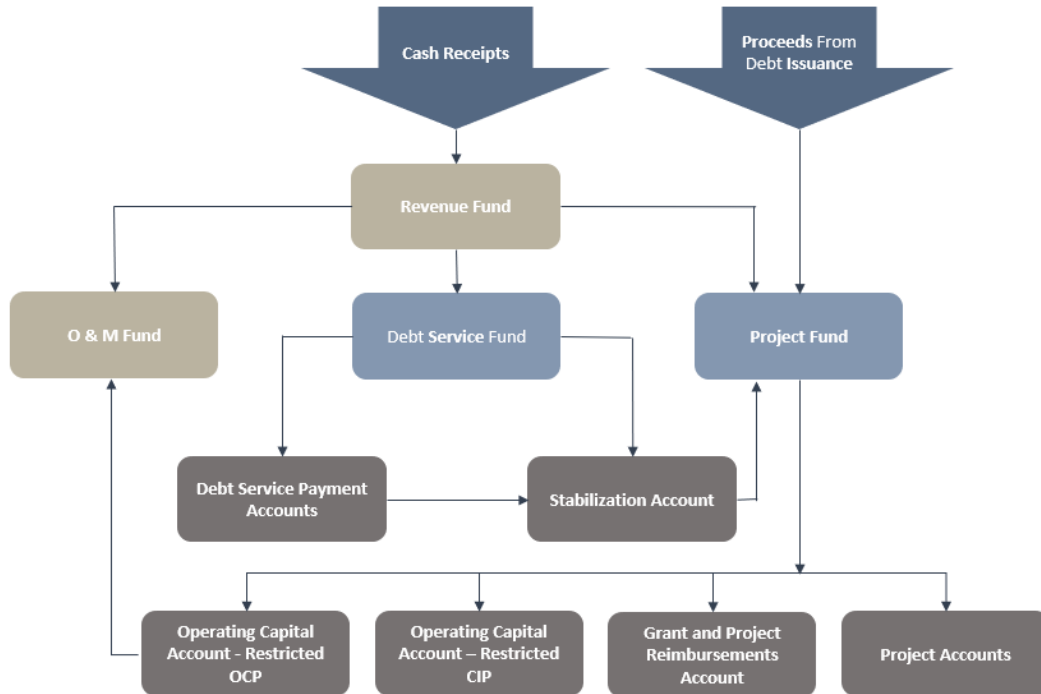 Cash Receipts
Proceeds From
Debt Issuance
Revenue Fund
O & M Fund
Debt Service Fund
Project Fund
Debt Service Payment
Accounts
Stabilization Account
Operating Capital
Account - Restricted
OCP
Operating Capital
Account – Restricted
CIP
Grant and Project
Reimbursements
Account
Project Accounts